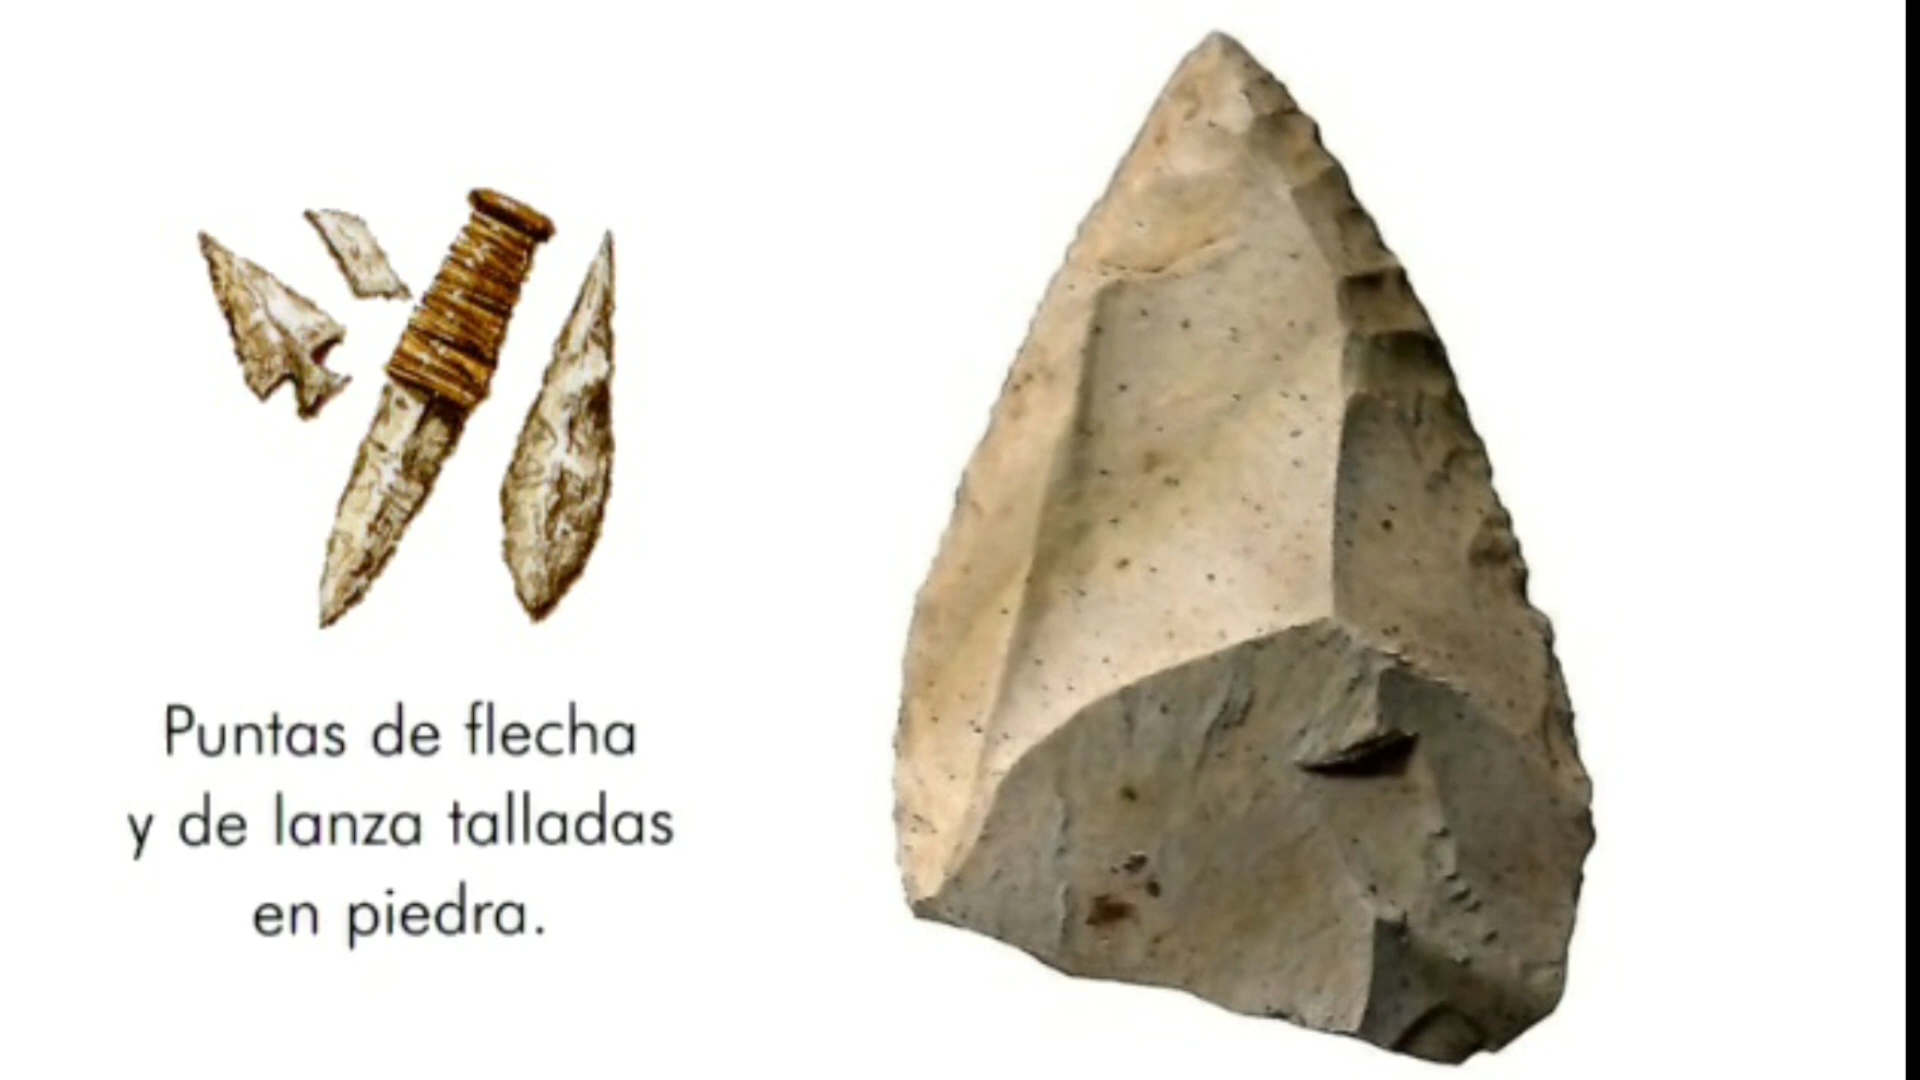 Puntas de flecha
y de lanza talladas
en piedra.